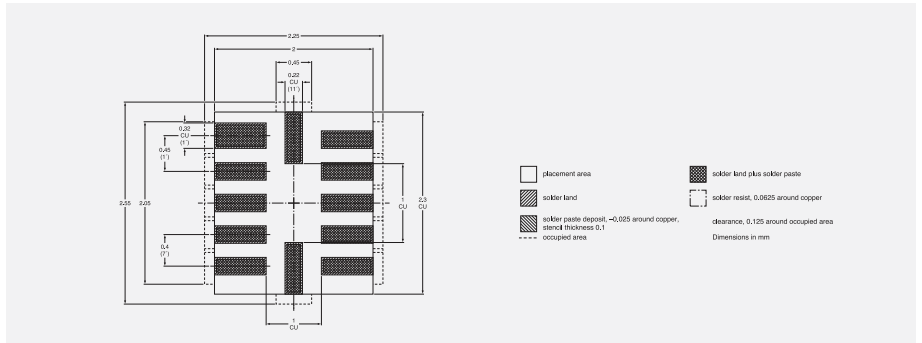 2.25
2
0.45
0.22
CU
(11´)
0.32
CU
(1´)
0.45
(1´)
2.55
2.05
0.4
(7´)
1
CU
2.3
CU
1
CU
placement area
solder land plus solder paste
solder land
solder resist, 0.0625 around copper
solder paste deposit, –0,025 around copper,
stencil thickness 0.1
clearance, 0.125 around occupied area
occupied area
Dimensions in mm